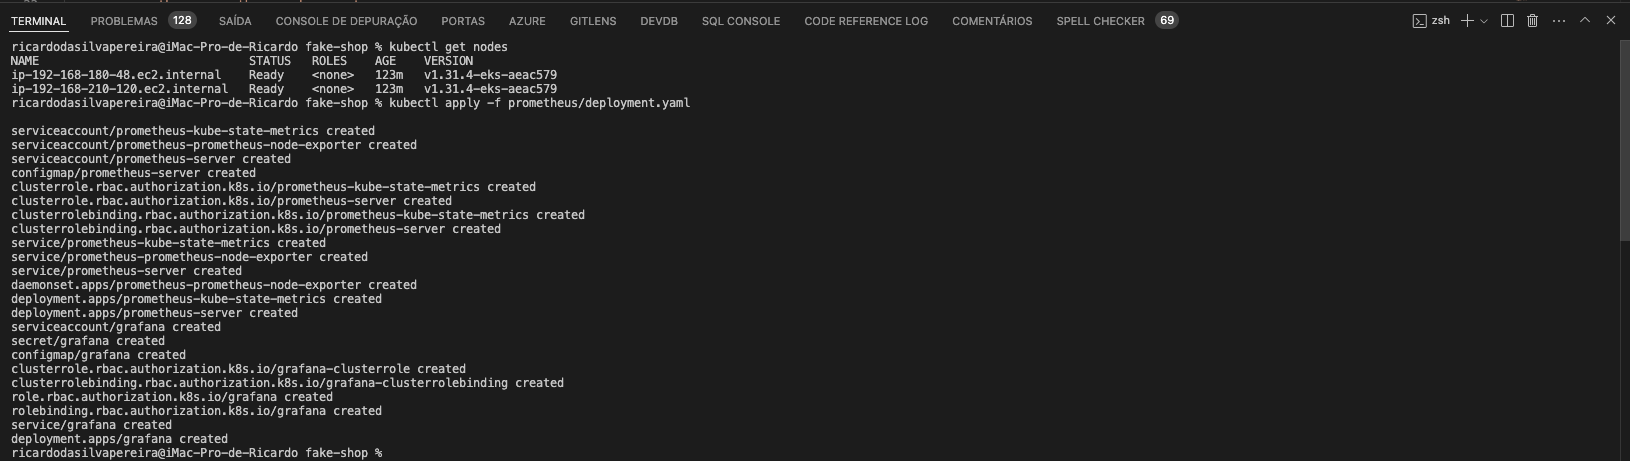 TERMINAL PROBLEMAS 128 SAÍDA CONSOLE DE DEPURAÇÃO PORTAS AZURE GITLENS DEVDB SQL CONSOLE CODE REFERENCE LOG COMENTÁRIOS SPELL CHECKER 69 zsh
ricardodasilvapereira@iMac-Pro-de-Ricardo fake-shop % kubectl get nodes
NAME STATUS ROLES AGE VERSION
ip-192-168-180-48.ec2.internal Ready <none> 123m v1.31.4-eks-aeac579
ip-192-168-210-120.ec2.internal Ready <none> 123m v1.31.4-eks-aeac579
ricardodasilvapereira@iMac-Pro-de-Ricardo fake-shop % kubectl apply -f prometheus/deployment.yaml
serviceaccount/prometheus-kube-state-metrics created
serviceaccount/prometheus-prometheus-node-exporter created
serviceaccount/prometheus-server created
configmap/prometheus-server created
clusterrole.rbac.authorization.k8s.io/prometheus-kube-state-metrics created
clusterrole.rbac.authorization.k8s.io/prometheus-server created
clusterrolebinding.rbac.authorization.k8s.io/prometheus-kube-state-metrics created
clusterrolebinding.rbac.authorization.k8s.io/prometheus-server created
service/prometheus-kube-state-metrics created
service/prometheus-prometheus-node-exporter created
service/prometheus-server created
daemonset.apps/prometheus-prometheus-node-exporter created
deployment.apps/prometheus-kube-state-metrics created
deployment.apps/prometheus-server created
serviceaccount/grafana created
secret/grafana created
configmap/grafana created
clusterrole.rbac.authorization.k8s.io/grafana-clusterrole created
clusterrolebinding.rbac.authorization.k8s.io/grafana-clusterrolebinding created
role.rbac.authorization.k8s.io/grafana created
rolebinding.rbac.authorization.k8s.io/grafana created
service/grafana created
deployment.apps/grafana created
ricardodasilvapereira@iMac-Pro-de-Ricardo fake-shop %